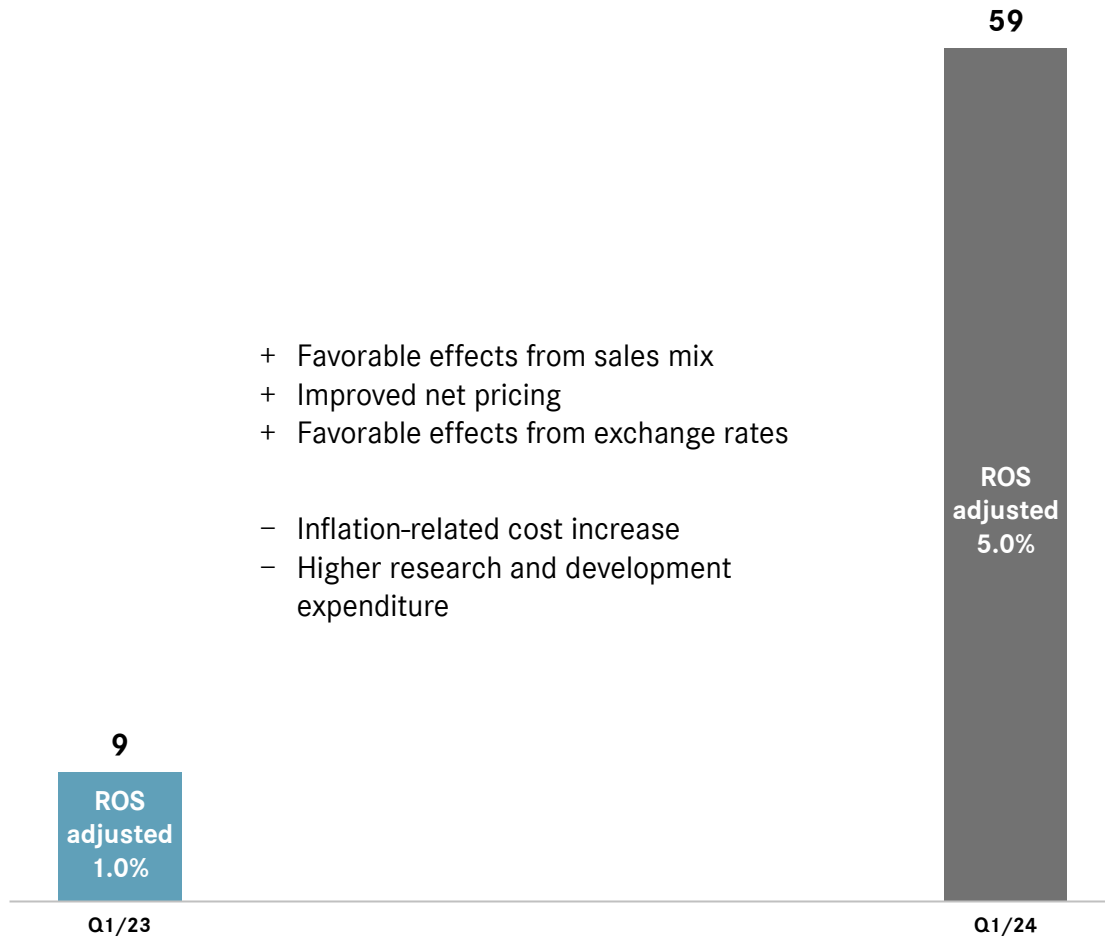 59
+ Favorable effects from sales mix
+ Improved net pricing
+ Favorable effects from exchange rates
ROS
adjusted
5.0%
− Inflation-related cost increase
− Higher research and development
expenditure
9
ROS
adjusted
1.0%
Q1/23
Q1/24